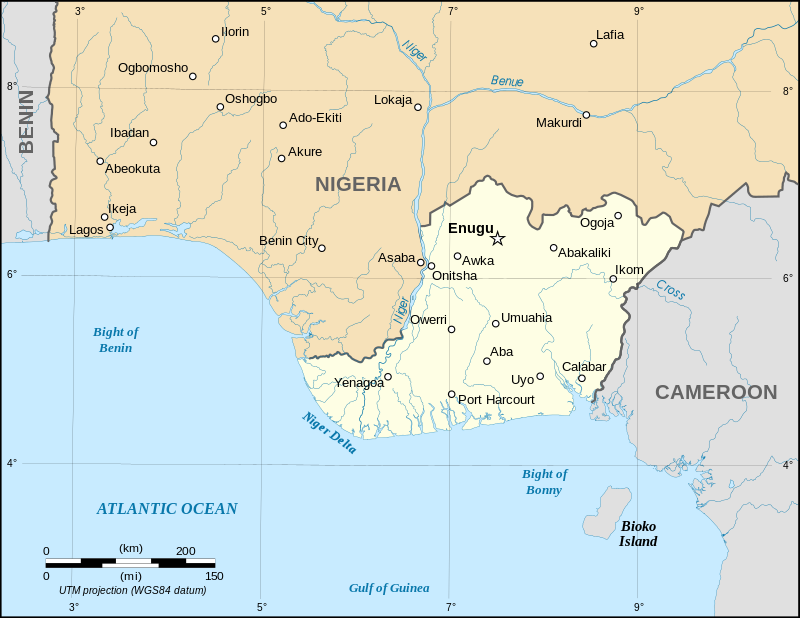 3°
5°
7°
9°
Ilorin
Lafia
Niger
Ogbomosho
Benue
8°
8°
Oshogbo
Lokaja
Makurdi
Ado-Ekiti
BENIN
Ibadan
Akure
Abeokuta
NIGERIA
Ikeja
Lagos
Enugu
Ogoja
Benin City
Abakaliki
Asaba
Awka
Onitsha
Ikom
6°
6°
Cross
Niger
Owerri
Umuahia
Bight of
Benin
Aba
Calabar
Yenagoa
Uyo
CAMEROON
Port Harcourt
Niger Delta
4°
4°
Bight of
Bonny
ATLANTIC OCEAN
Bioko
Island
0
(km)
200
0
(mi)
150
UTM projection (WGS84 datum)
Gulf of Guinea
3°
5°
7°
9°